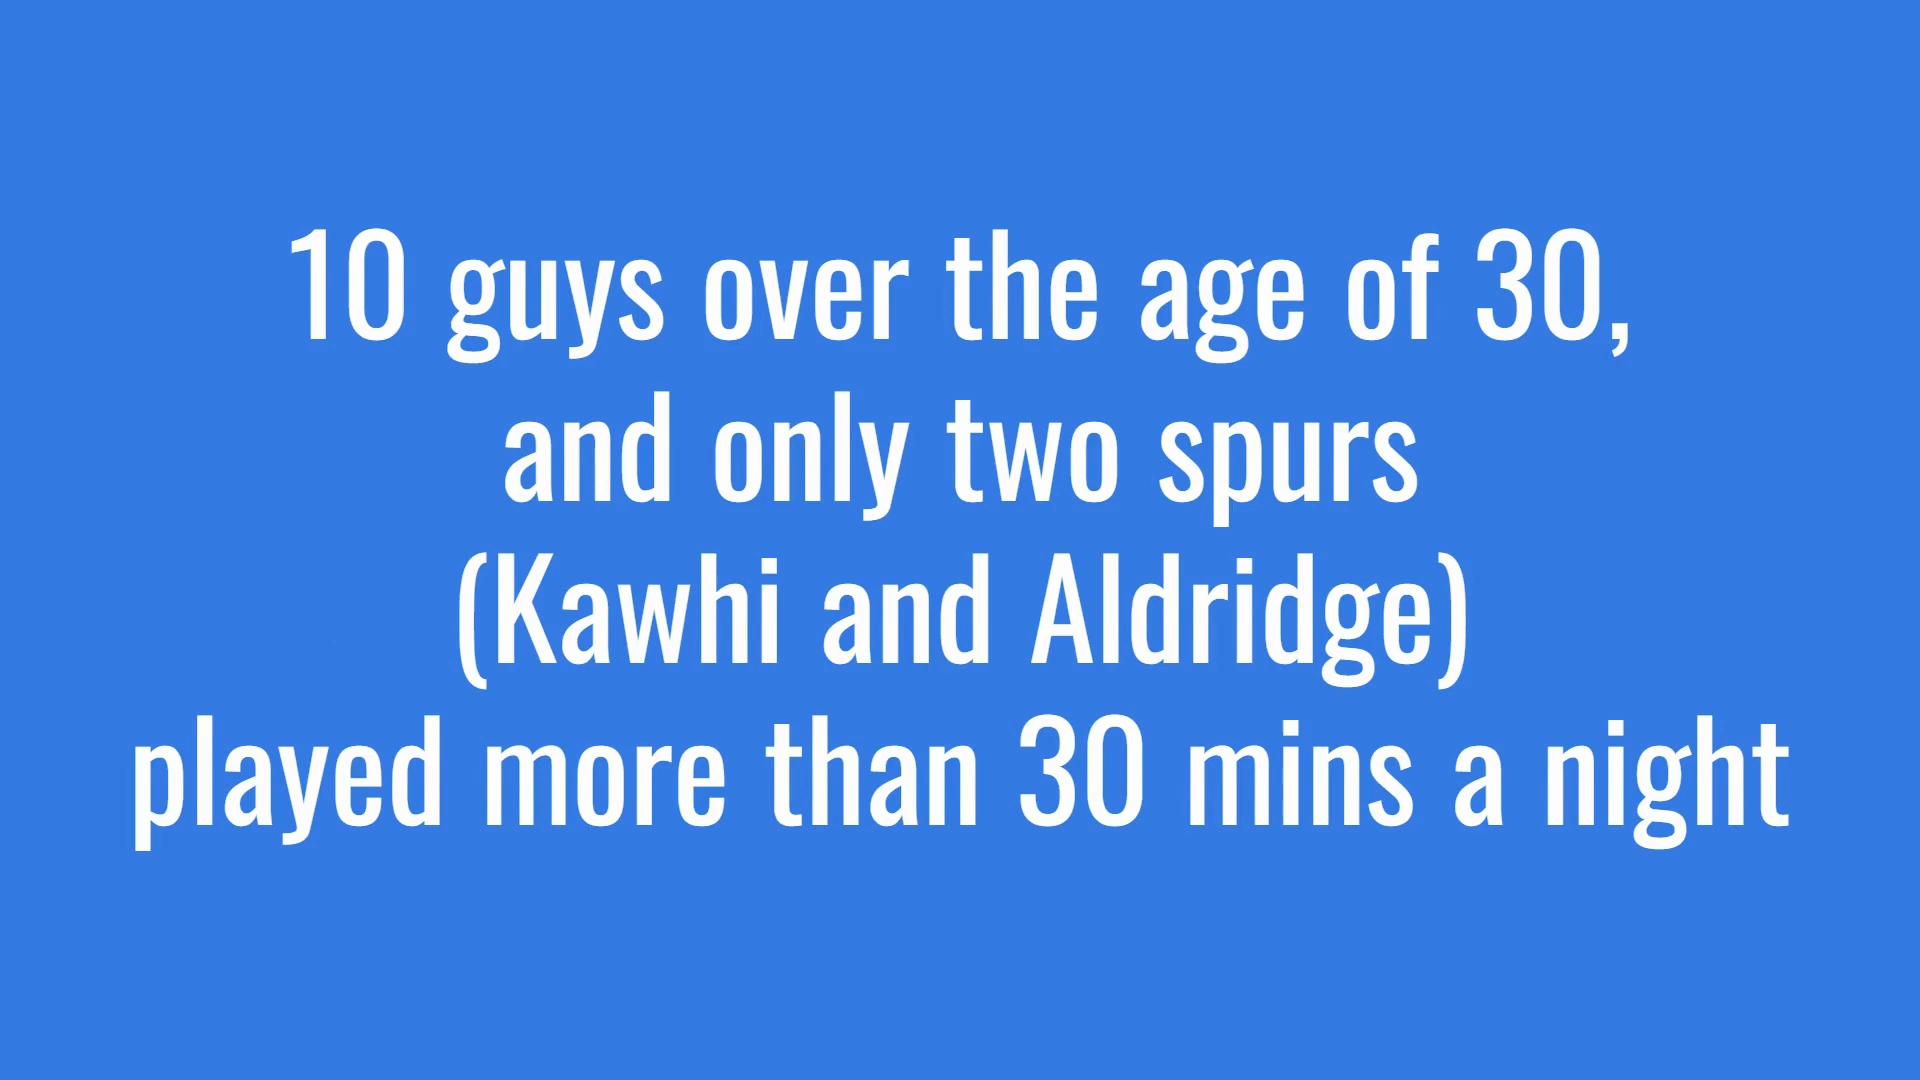 10 guys over the age of 30,
and only two spurs
(Kawhi and Aldridge)
played more than 30 mins a night